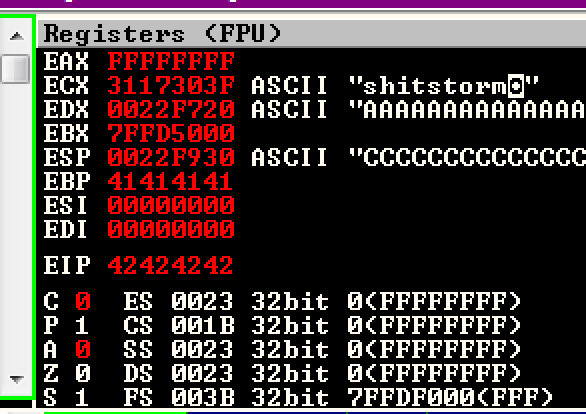 Registers (FPU)
EAX FFFFFFFF
ECX 3117303F ASCII "shitstorm◘"
EDX 0022F720 ASCII "AAAAAAAAAAAAAA
EBX 7FFD5000
ESP 0022F930 ASCII "CCCCCCCCCCCCCC
EBP 41414141
ESI 00000000
EDI 00000000
EIP 42424242
C 0 ES 0023 32bit 0(FFFFFFFF)
P 1 CS 001B 32bit 0(FFFFFFFF)
A 0 SS 0023 32bit 0(FFFFFFFF)
Z 0 DS 0023 32bit 0(FFFFFFFF)
S 1 FS 003B 32bit 7FFDF000(FFF)